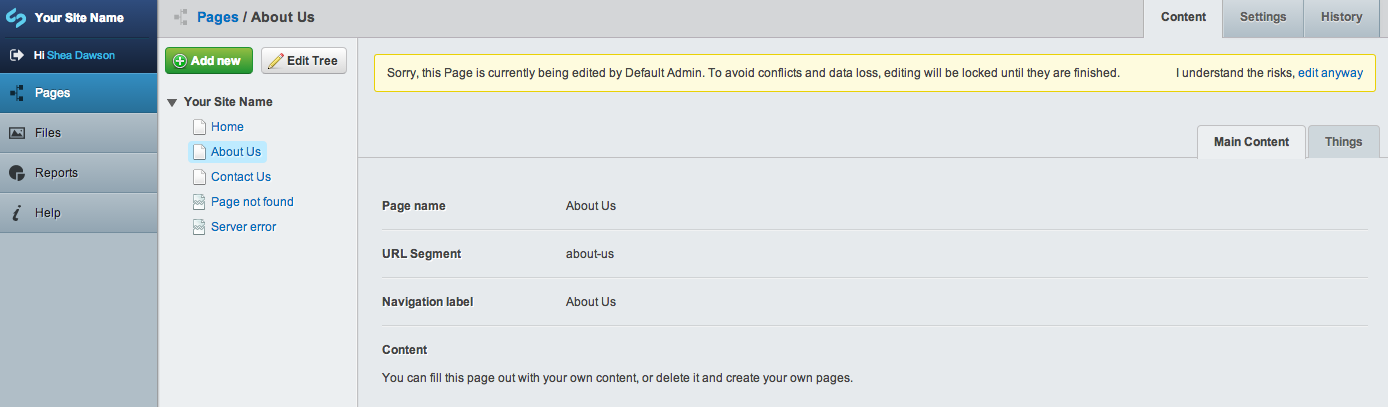 Your Site Name
Hi Shea Dawson
Pages
Files
Reports
Help
Pages / About Us
Content
Settings
History
Add new
Edit Tree
Your Site Name
Home
About Us
Contact Us
Page not found
Server error
Sorry, this Page is currently being edited by Default Admin. To avoid conflicts and data loss, editing will be locked until they are finished.
I understand the risks, edit anyway
Main Content
Things
Page name About Us
URL Segment about-us
Navigation label About Us
Content
You can fill this page out with your own content, or delete it and create your own pages.